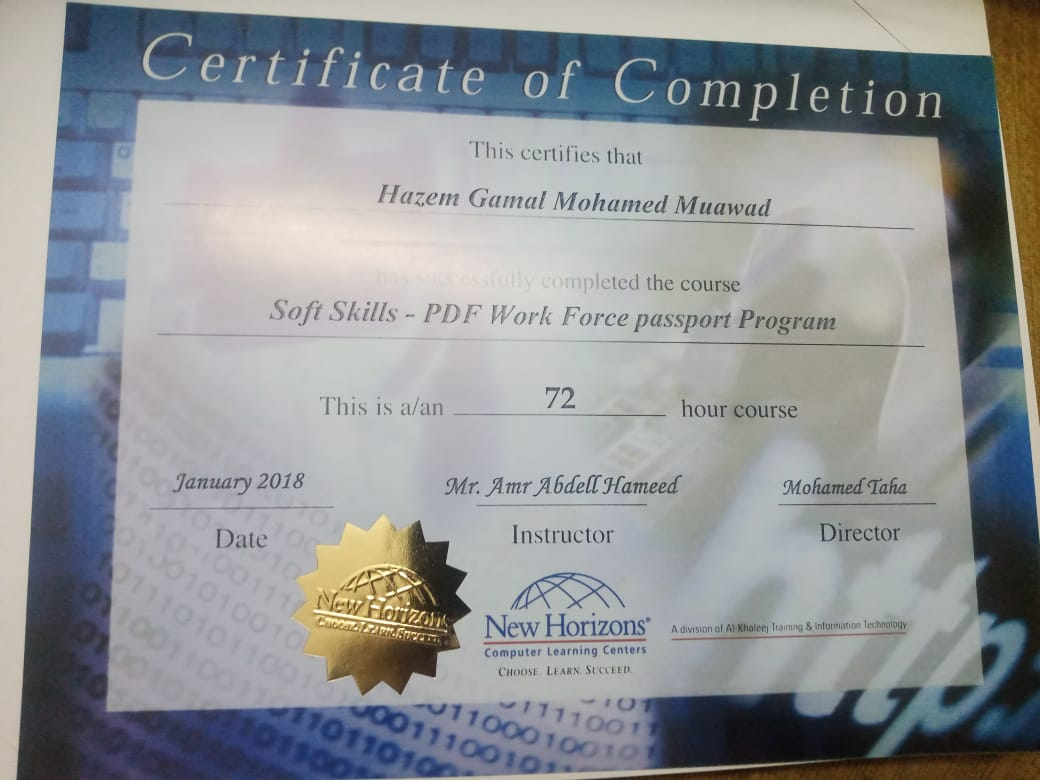 Certificate of Completion
This certifies that
Hazem Gamal Mohamed Muawad
has successfully completed the course
Soft Skills - PDF Work Force passport Program
This is a/an 72 hour course
January 2018 Mr. Amr Abdell Hameed Mohamed Taha
Date Instructor Director
New Horizons
CHOOSE. LEARN. SUCCEED.
New Horizons®
Computer Learning Centers
CHOOSE. LEARN. SUCCEED.
A division of Al-Khaleej Training & Information Technology
http